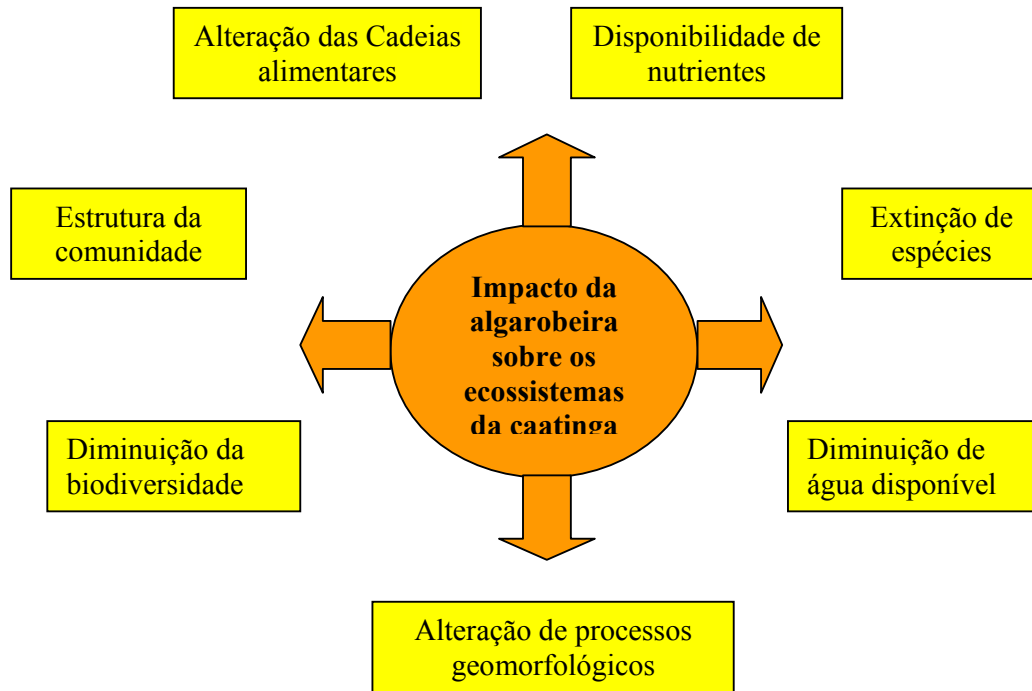 Alteração das Cadeias
alimentares
Disponibilidade de
nutrientes
Estrutura da
comunidade
Extinção de
espécies
Impacto da
algarobeira
sobre os
ecossistemas
da caatinga
Diminuição da
biodiversidade
Diminuição de
água disponível
Alteração de processos
geomorfológicos